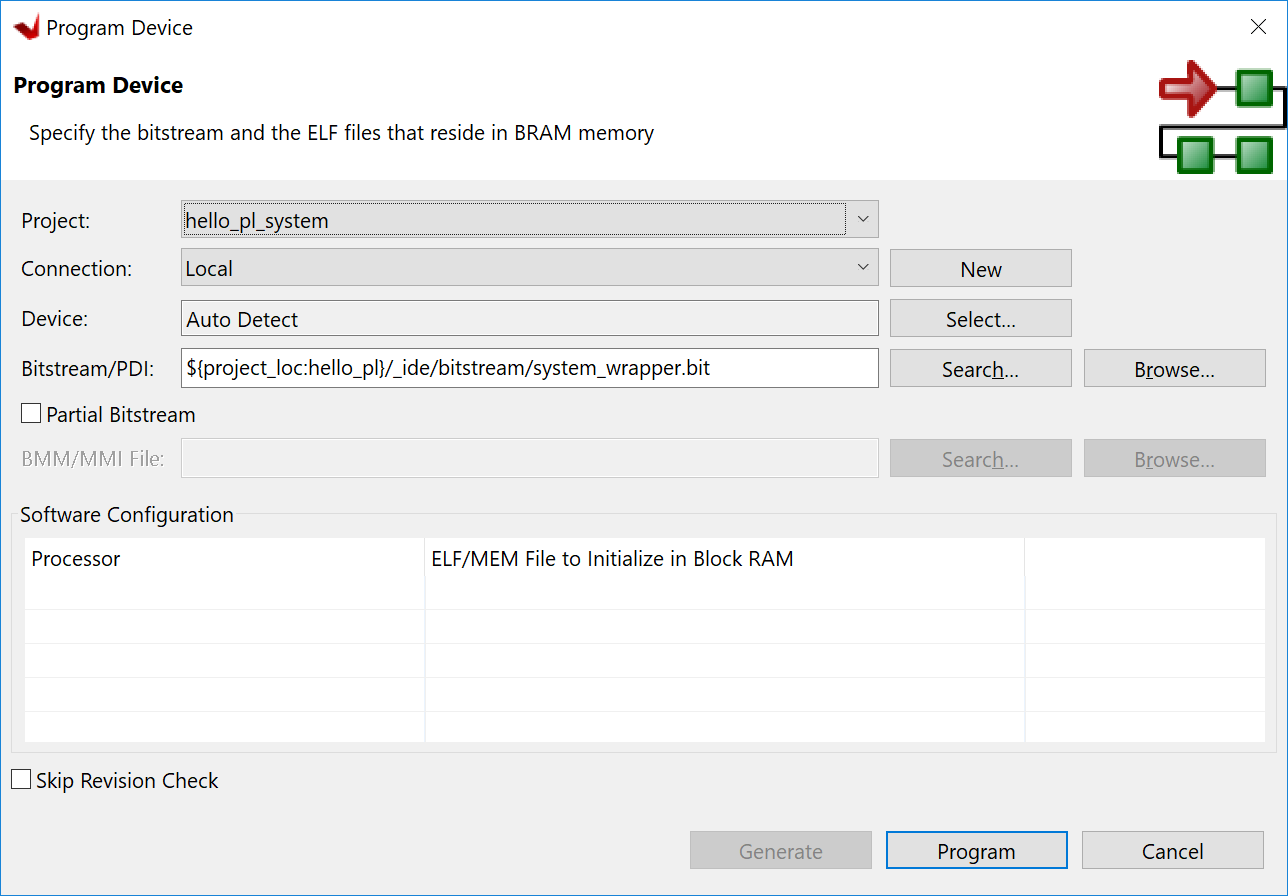 Program Device
Program Device
Specify the bitstream and the ELF files that reside in BRAM memory
Project: hello_pl_system
Connection: Local New
Device: Auto Detect Select...
Bitstream/PDI: ${project_loc:hello_pl}/_ide/bitstream/system_wrapper.bit Search... Browse...
Partial Bitstream
BMM/MMI File: Search... Browse...
Software Configuration
Processor ELF/MEM File to Initialize in Block RAM
Skip Revision Check
Generate Program Cancel